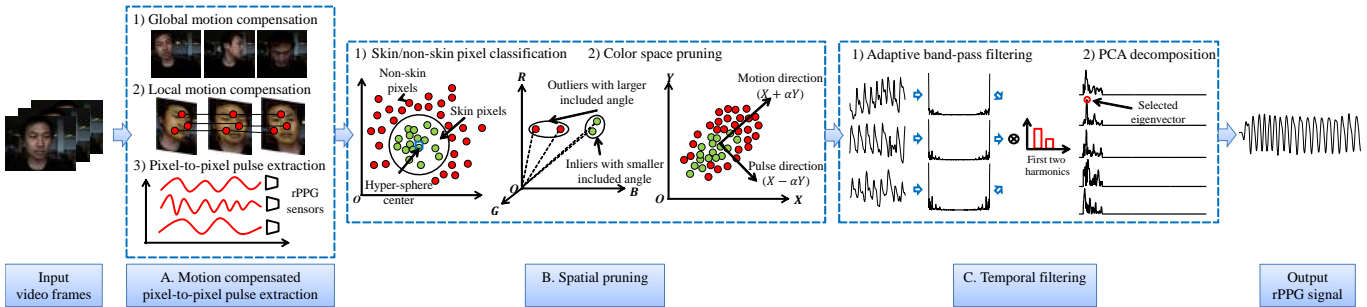 1) Global motion compensation
2) Local motion compensation
3) Pixel-to-pixel pulse extraction
rPPG
sensors
1) Skin/non-skin pixel classification
Non-skin
pixels
Skin pixels
Hyper-sphere
center
O
2) Color space pruning
R
Outliers with larger
included angle
Inliers with smaller
included angle
O
B
G
Y
Motion direction
(X + αY)
Pulse direction
(X − αY)
O
X
1) Adaptive band-pass filtering
First two
harmonics
2) PCA decomposition
Selected
eigenvector
Input
video frames
A. Motion compensated
pixel-to-pixel pulse extraction
B. Spatial pruning
C. Temporal filtering
Output
rPPG signal